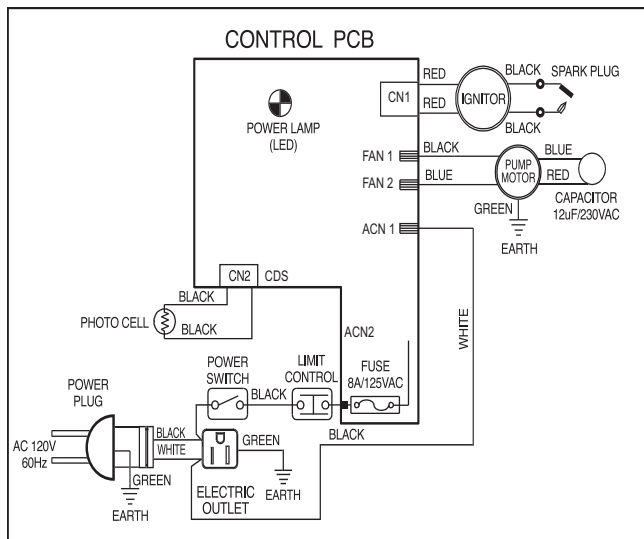 CONTROL PCB
POWER LAMP
(LED)
CN1
RED
RED
IGNITOR
BLACK
BLACK
SPARK PLUG
FAN 1
FAN 2
BLACK
BLUE
PUMP
MOTOR
BLUE
RED
CAPACITOR
12uF/230VAC
GREEN
EARTH
ACN 1
WHITE
CN2
CDS
BLACK
BLACK
PHOTO CELL
ACN2
POWER
SWITCH
BLACK
LIMIT
CONTROL
FUSE
8A/125VAC
BLACK
POWER
PLUG
AC 120V
60Hz
BLACK
WHITE
GREEN
EARTH
ELECTRIC
OUTLET
GREEN
EARTH